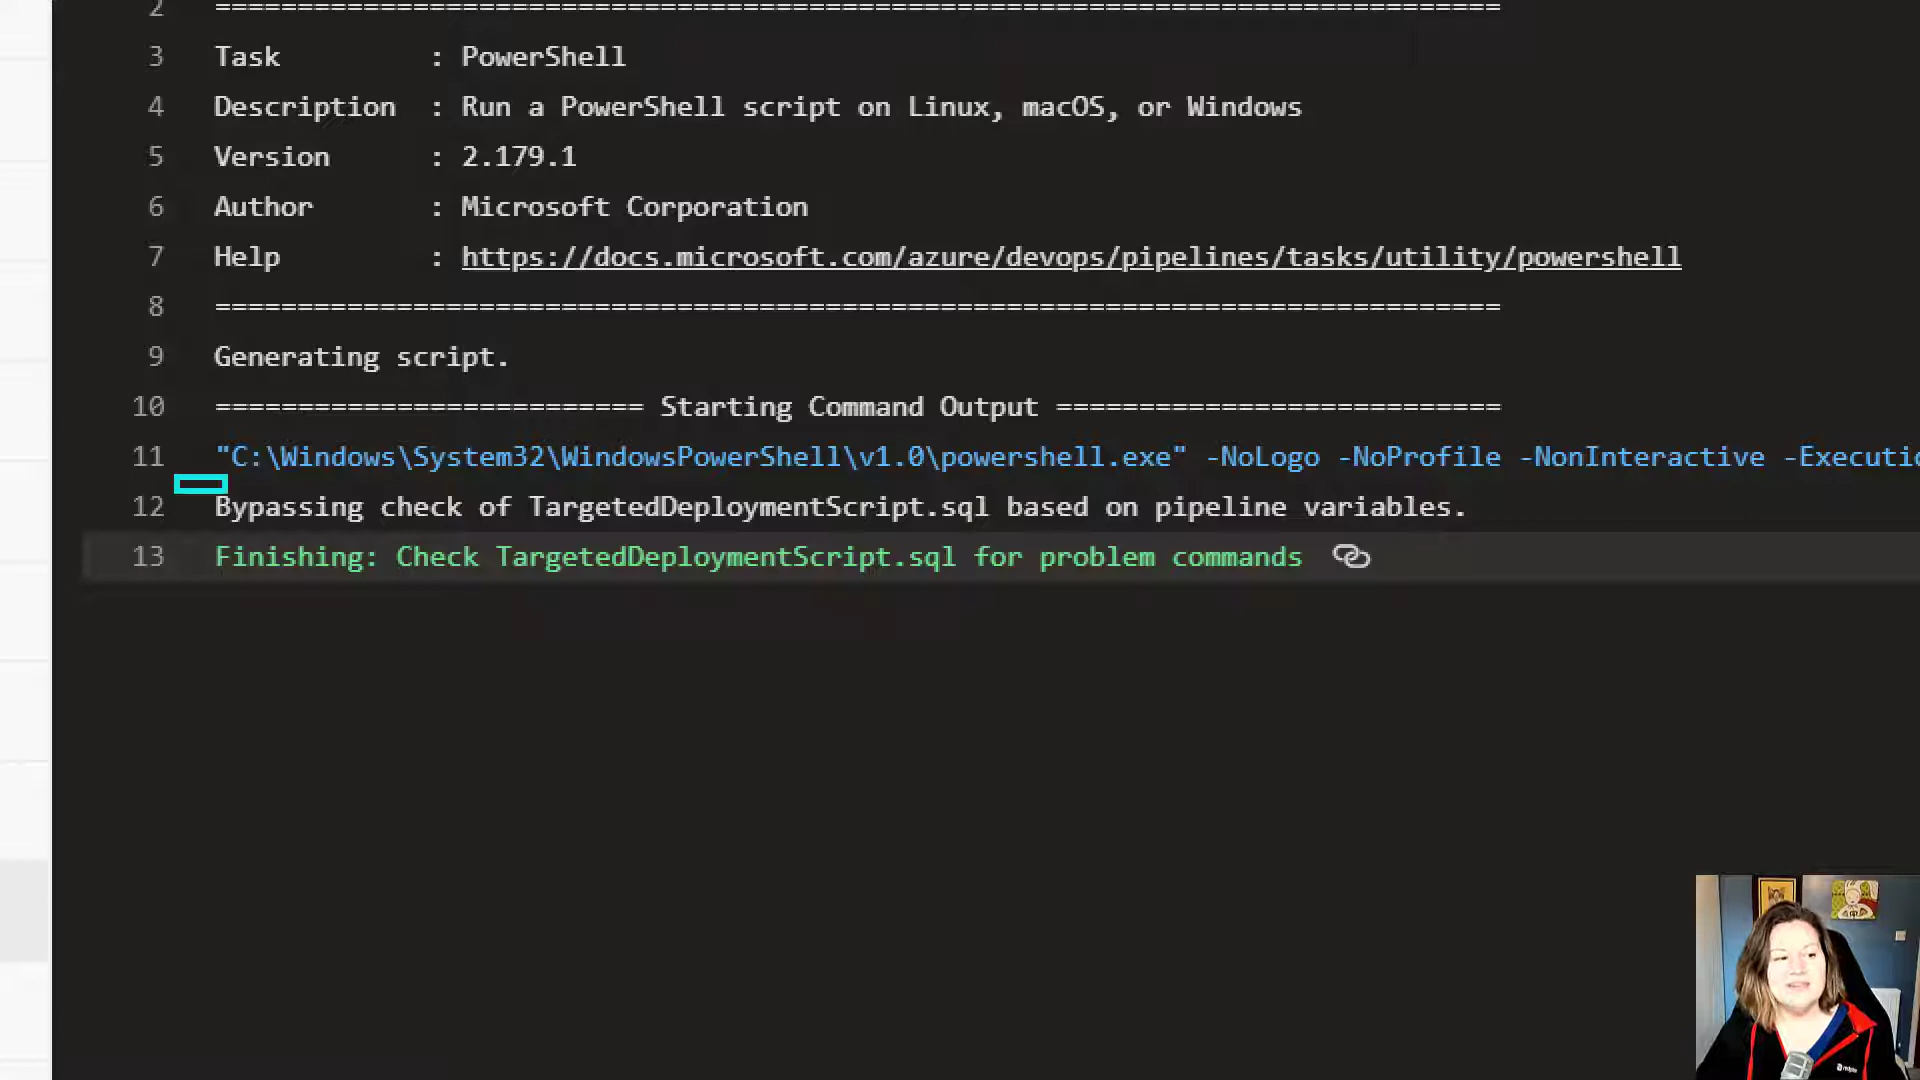 2 ==============================================================================
3 Task : PowerShell
4 Description : Run a PowerShell script on Linux, macOS, or Windows
5 Version : 2.179.1
6 Author : Microsoft Corporation
7 Help : https://docs.microsoft.com/azure/devops/pipelines/tasks/utility/powershell
8 ==============================================================================
9 Generating script.
10 ========================== Starting Command Output ===========================
11 "C:\Windows\System32\WindowsPowerShell\v1.0\powershell.exe" -NoLogo -NoProfile -NonInteractive -Executio
12 Bypassing check of TargetedDeploymentScript.sql based on pipeline variables.
13 Finishing: Check TargetedDeploymentScript.sql for problem commands